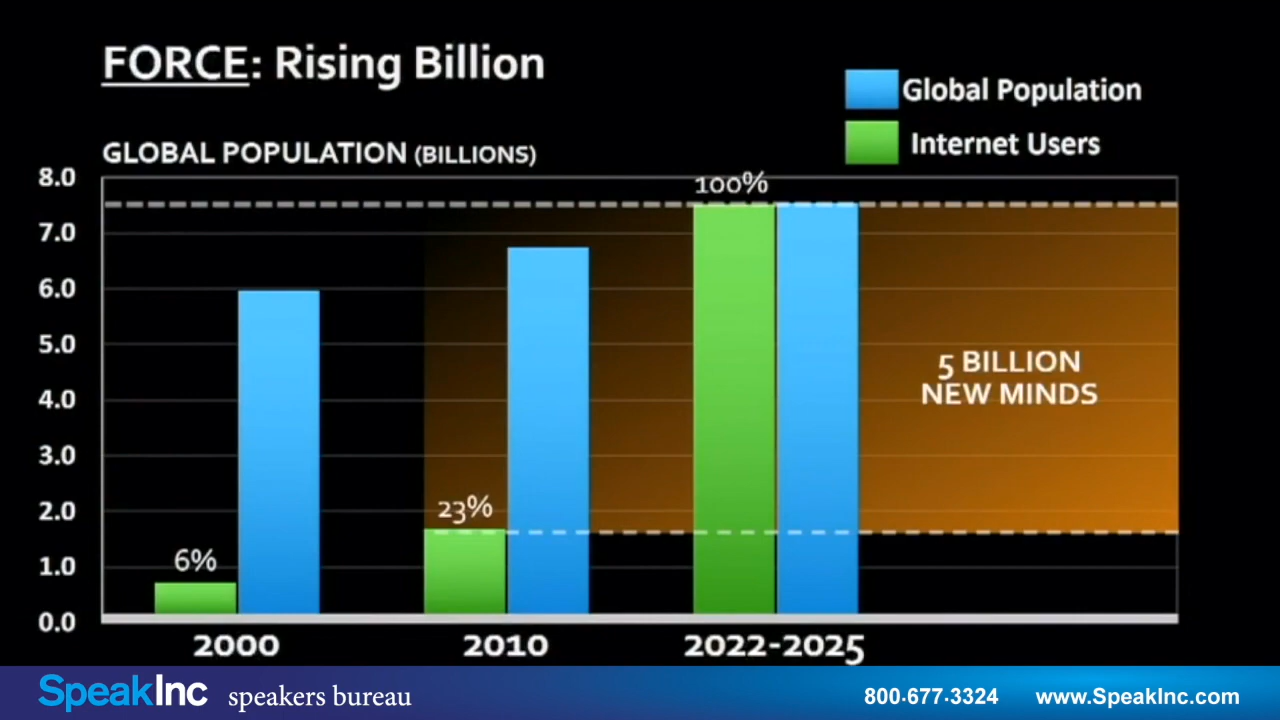 FORCE: Rising Billion
Global Population
Internet Users
GLOBAL POPULATION (BILLIONS)
8.0
7.0
6.0
5.0
4.0
3.0
2.0
1.0
0.0
100%
23%
6%
5 BILLION
NEW MINDS
2000
2010
2022-2025
SpeakInc speakers bureau
800-677-3324 www.SpeakInc.com